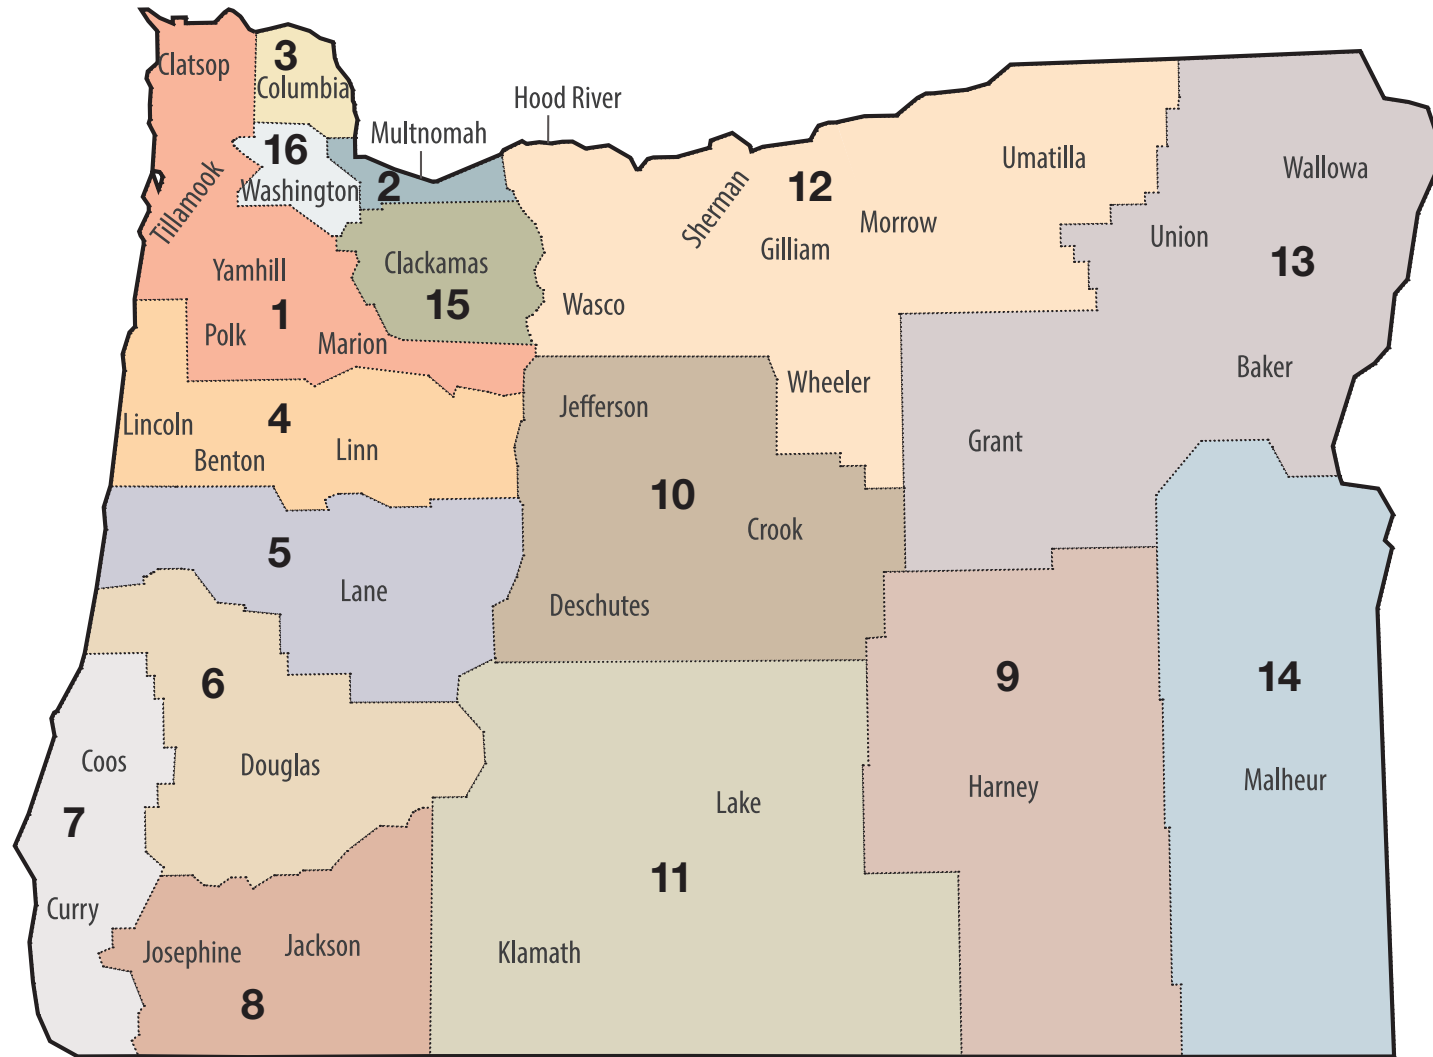 Clatsop
3
Columbia
Hood River
Multnomah
16
Washington
2
Tillamook
Sherman
12
Umatilla
Wallowa
Morrow
Gilliam
Union
13
Yamhill
Clackamas
15
1
Wasco
Polk
Marion
Wheeler
Baker
Lincoln
4
Benton
Linn
Jefferson
Grant
10
Crook
5
Lane
Deschutes
6
9
14
Coos
Douglas
7
Lake
Harney
Malheur
11
Curry
Josephine
Jackson
Klamath
8